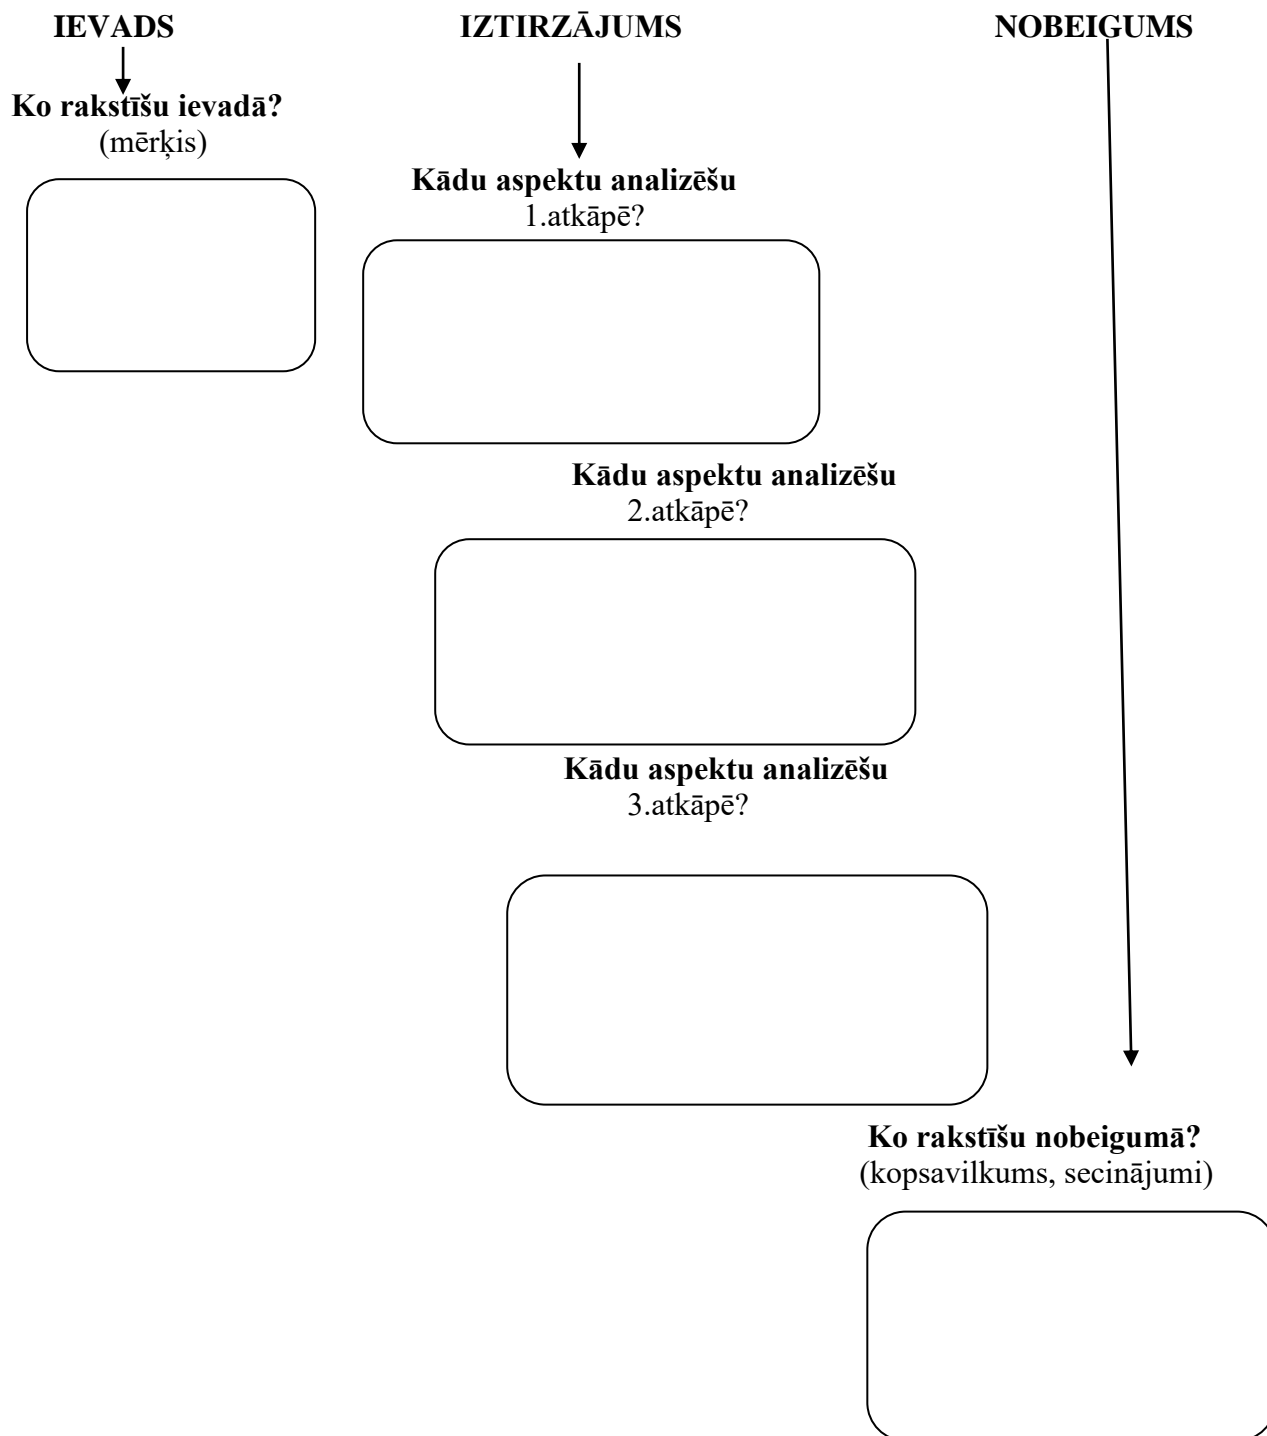 IEVADS
IZTIRZĀJUMS
NOBEIGUMS
Ko rakstīšu ievadā?
(mērķis)
Kādu aspektu analizēšu
1.atkāpē?
Kādu aspektu analizēšu
2.atkāpē?
Kādu aspektu analizēšu
3.atkāpē?
Ko rakstīšu nobeigumā?
(kopsavilkums, secinājumi)